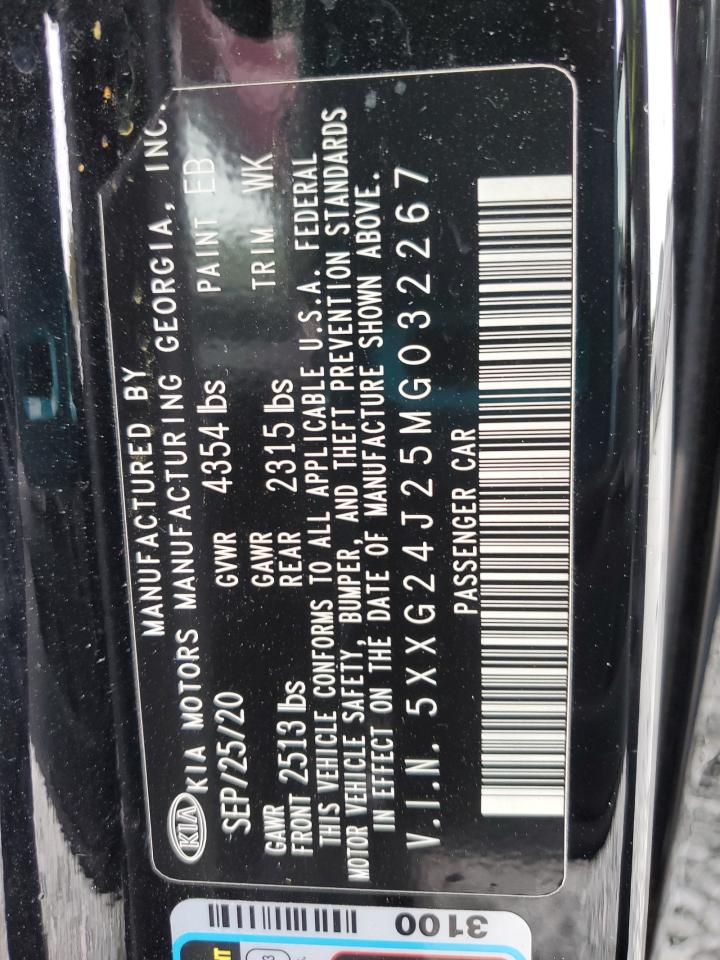 MANUFACTURED BY
KIA KIA MOTORS MANUFACTURING GEORGIA, INC.
SEP/25/20 GVWR 4354 lbs PAINT EB
GAWR GAWR
FRONT 2513 lbs REAR 2315 lbs TRIM WK
THIS VEHICLE CONFORMS TO ALL APPLICABLE U.S.A. FEDERAL
MOTOR VEHICLE SAFETY, BUMPER, AND THEFT PREVENTION STANDARDS
IN EFFECT ON THE DATE OF MANUFACTURE SHOWN ABOVE.
V.I.N. 5XXG24J25MG032267
PASSENGER CAR
3100